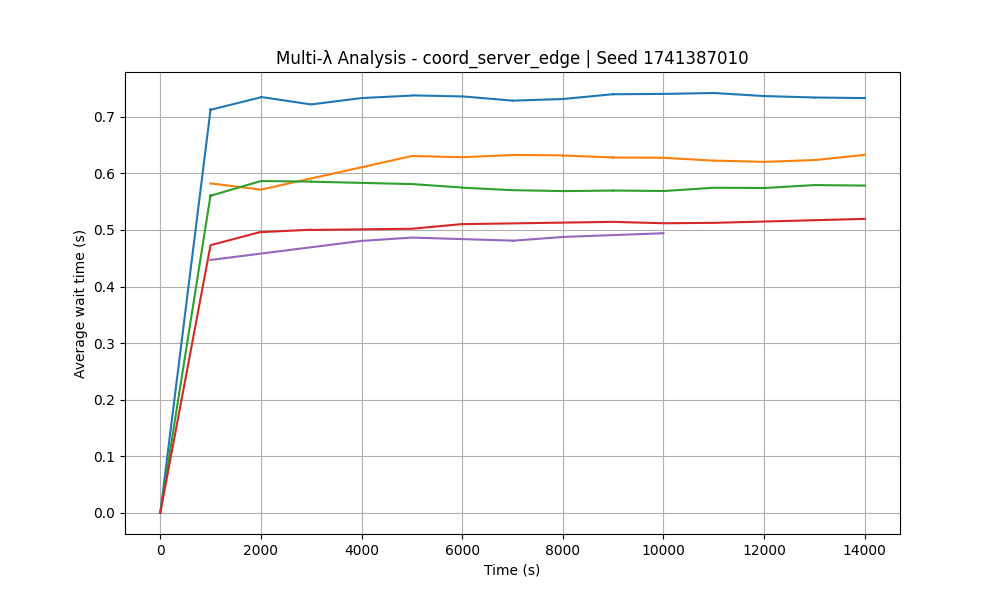 Multi-λ Analysis - coord_server_edge | Seed 1741387010
Average wait time (s)
0.7
0.6
0.5
0.4
0.3
0.2
0.1
0.0
0 2000 4000 6000 8000 10000 12000 14000
Time (s)